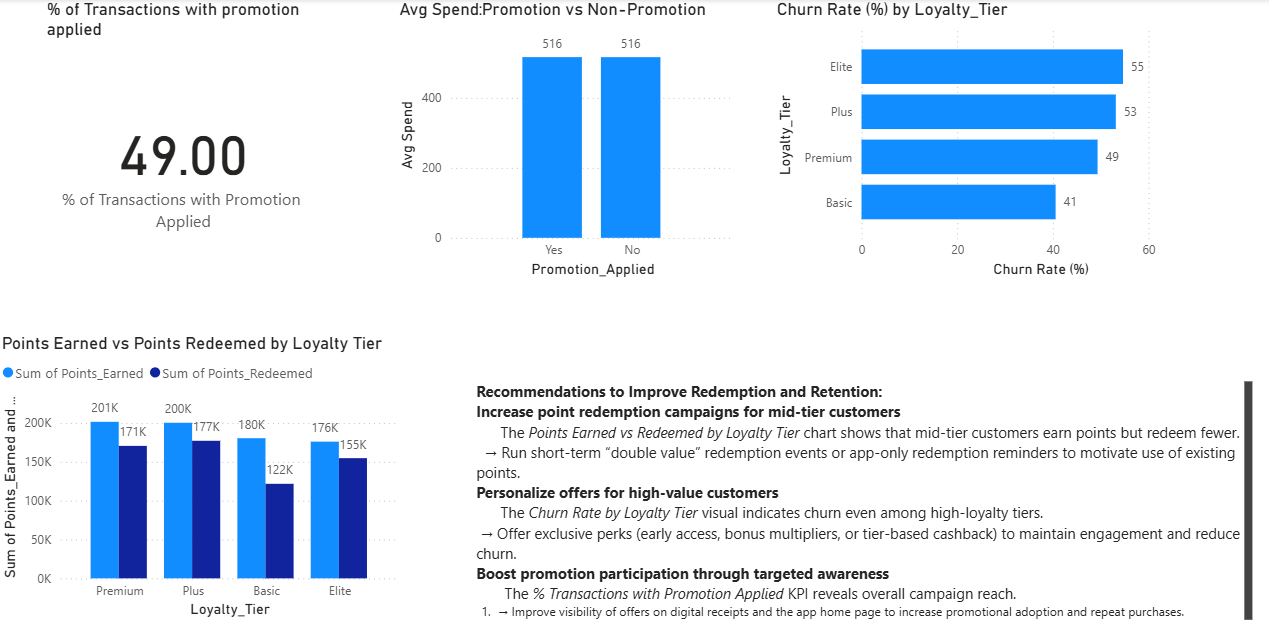 % of Transactions with promotion
applied
49.00
% of Transactions with Promotion
Applied
Avg Spend:Promotion vs Non-Promotion
Avg Spend
400
200
0
516
516
Yes
No
Promotion_Applied
Churn Rate (%) by Loyalty_Tier
Loyalty_Tier
Elite
55
Plus
53
Premium
49
Basic
41
0
20
40
60
Churn Rate (%)
Points Earned vs Points Redeemed by Loyalty Tier
Sum of Points_Earned
Sum of Points_Redeemed
Sum of Points_Earned and ...
200K
150K
100K
50K
0K
201K
171K
200K
177K
180K
122K
176K
155K
Premium
Plus
Basic
Elite
Loyalty_Tier
Recommendations to Improve Redemption and Retention:
Increase point redemption campaigns for mid-tier customers
The Points Earned vs Redeemed by Loyalty Tier chart shows that mid-tier customers earn points but redeem fewer.
→ Run short-term “double value” redemption events or app-only redemption reminders to motivate use of existing
points.
Personalize offers for high-value customers
The Churn Rate by Loyalty Tier visual indicates churn even among high-loyalty tiers.
→ Offer exclusive perks (early access, bonus multipliers, or tier-based cashback) to maintain engagement and reduce
churn.
Boost promotion participation through targeted awareness
The % Transactions with Promotion Applied KPI reveals overall campaign reach.
1. → Improve visibility of offers on digital receipts and the app home page to increase promotional adoption and repeat purchases.